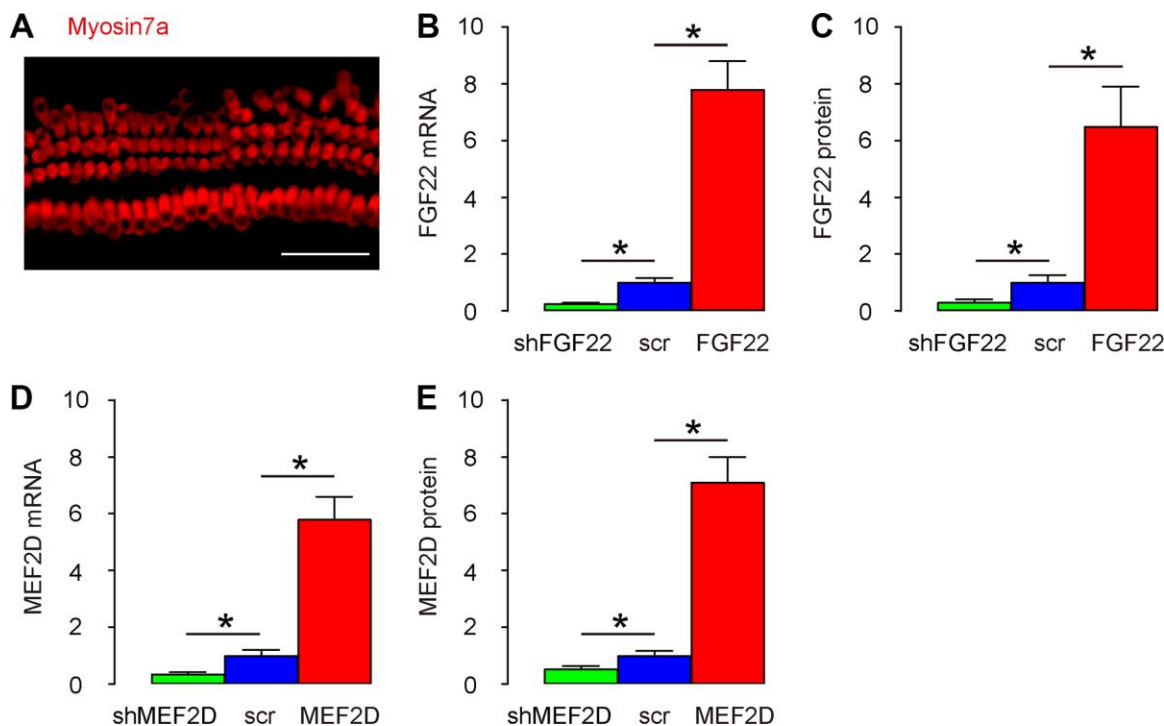 A Myosin7a
B
FGF22 mRNA
10
8
6
4
2
0
*
*
shFGF22 scr FGF22
C
FGF22 protein
10
8
6
4
2
0
*
*
shFGF22 scr FGF22
D
MEF2D mRNA
10
8
6
4
2
0
*
*
shMEF2D scr MEF2D
E
MEF2D protein
10
8
6
4
2
0
*
*
shMEF2D scr MEF2D